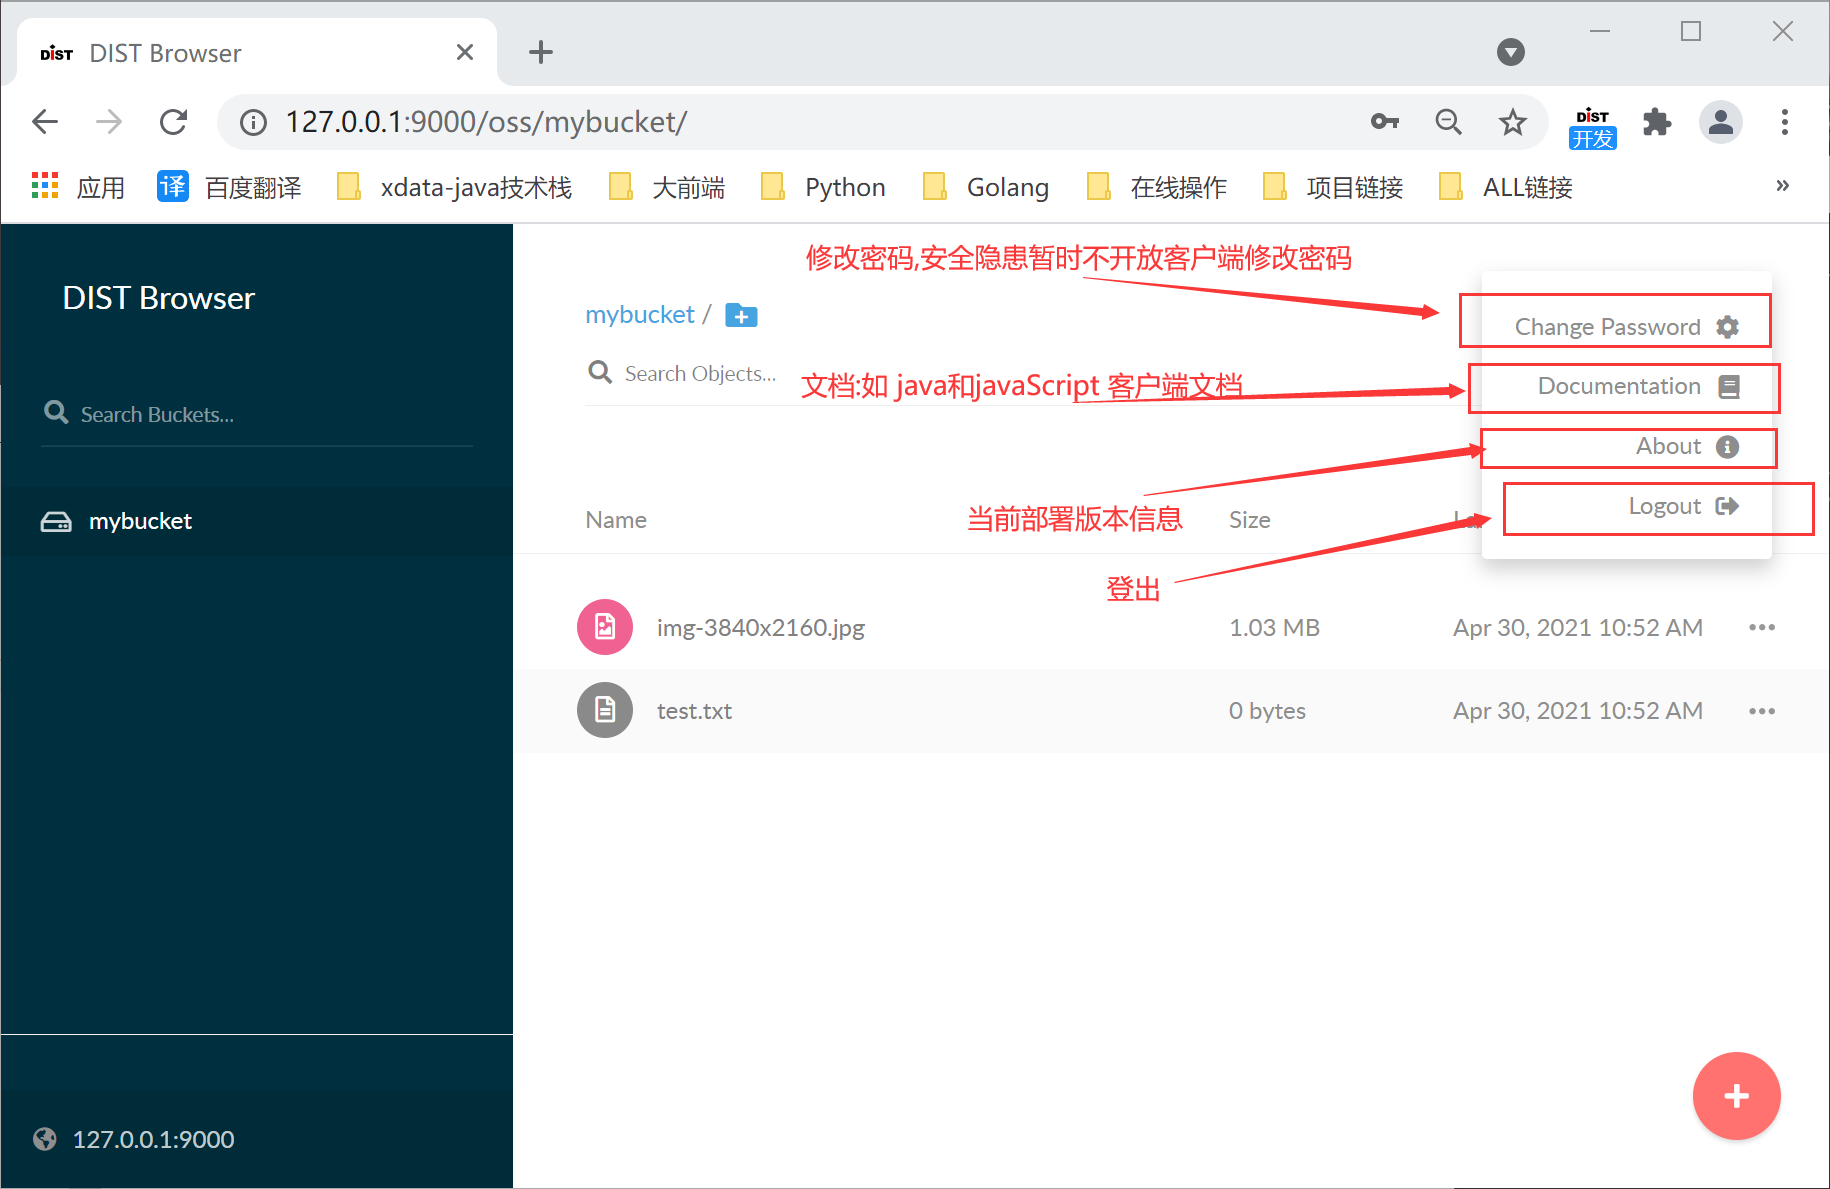 DIST DIST Browser
127.0.0.1:9000/oss/mybucket/
DIST
开发
应用
译 百度翻译
xdata-java技术栈
大前端
Python
Golang
在线操作
项目链接
ALL链接
»
DIST Browser
Search Buckets...
mybucket
127.0.0.1:9000
修改密码,安全隐患暂时不开放客户端修改密码
mybucket /
Change Password
Search Objects...
文档:如 java和javaScript 客户端文档
Documentation
About
当前部署版本信息
Logout
Name
Size
登出
img-3840x2160.jpg
1.03 MB
Apr 30, 2021 10:52 AM
test.txt
0 bytes
Apr 30, 2021 10:52 AM